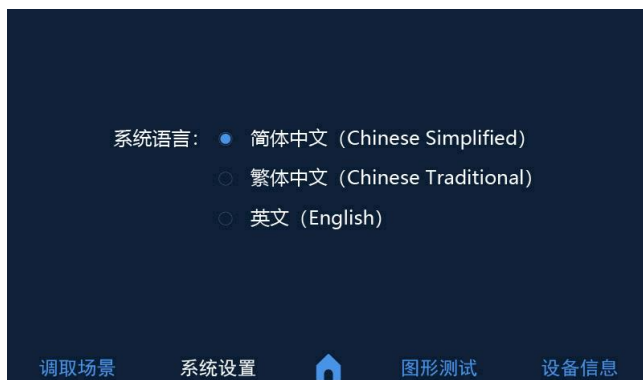 系统语言： 简体中文（Chinese Simplified）
繁体中文（Chinese Traditional）
英文（English）
调取场景 系统设置 图形测试 设备信息